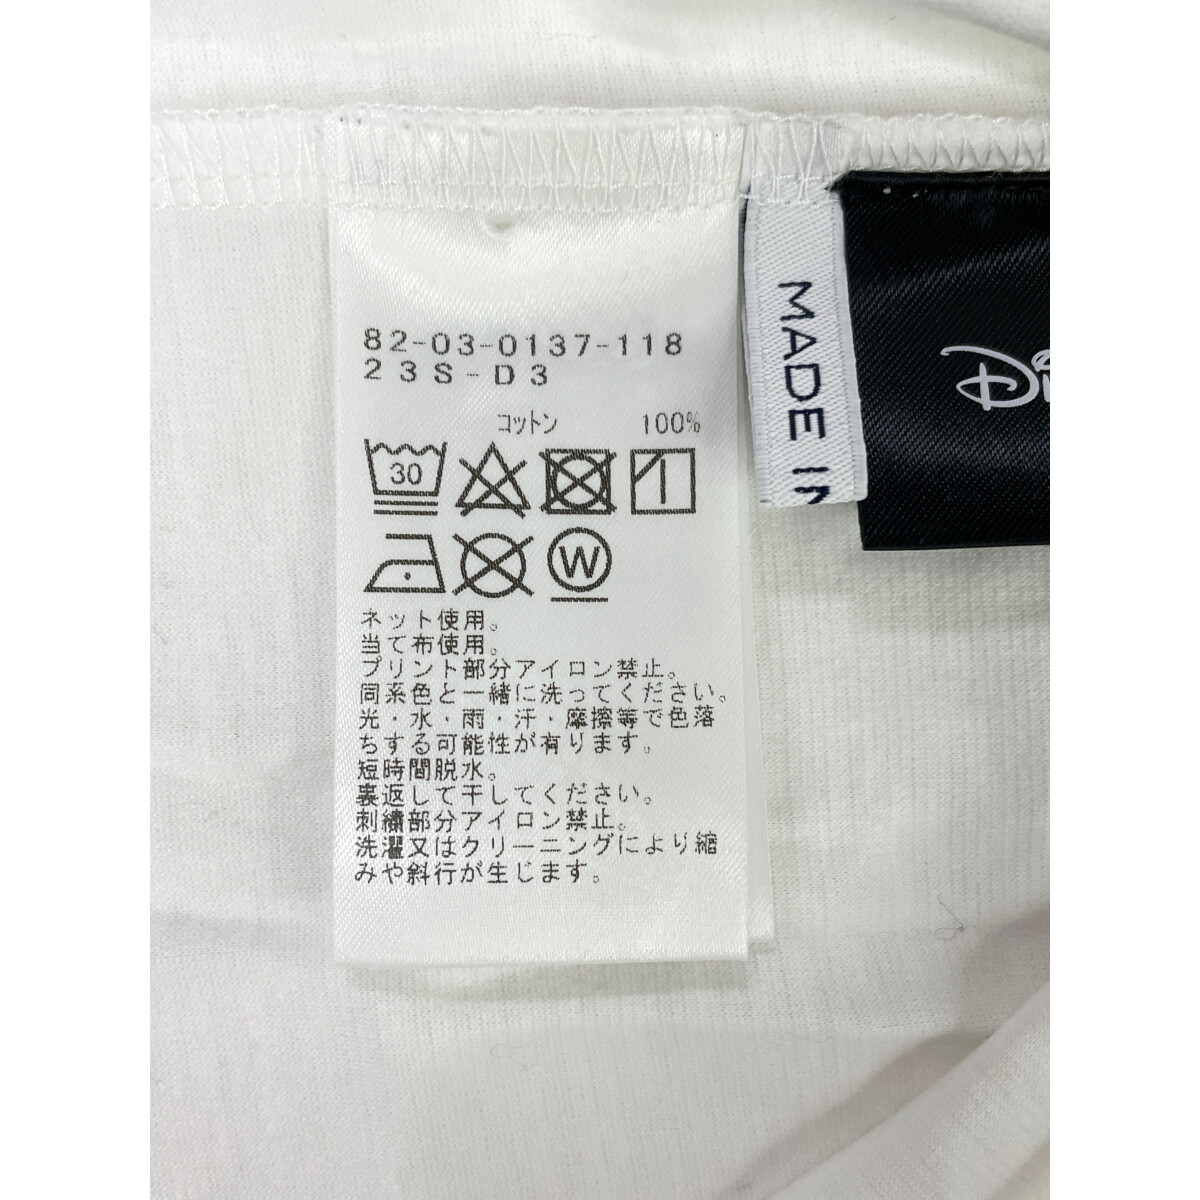 82-03-0137-118
23S-D3
コットン 100%
30
W
ネット使用。
当て布使用。
プリント部分アイロン禁止。
同系色と一緒に洗ってください。
光・水・雨・汗・摩擦等で色落
ちする可能性が有ります。
短時間脱水。
裏返して干してください。
刺繍部分アイロン禁止。
洗濯又はクリーニングにより縮
みや斜行が生じます。
MADE IN